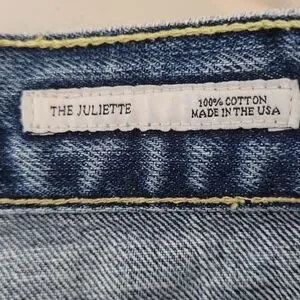 THE JULIETTE
100% COTTON
MADE IN THE USA